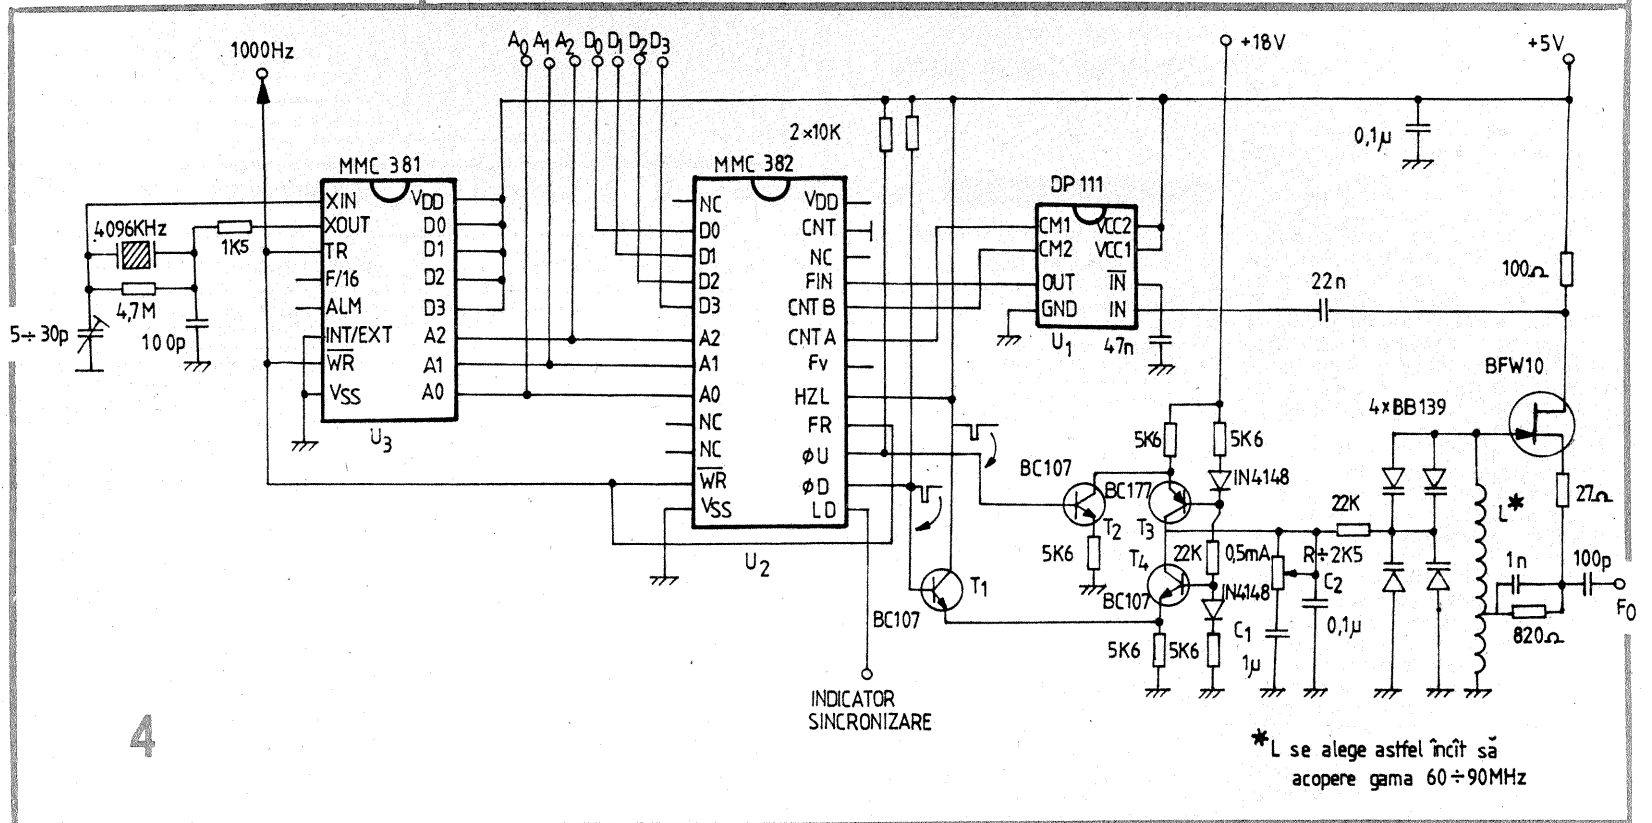 1000Hz
A0 A1 A2 D0 D1 D2 D3
+18V
+5V
2×10K
0,1µ
MMC 381
XIN
XOUT
TR
F/16
ALM
INT/EXT
WR
VSS
VDD
D0
D1
D2
D3
A2
A1
A0
U3
4096KHz
1K5
4,7M
100p
5÷30p
MMC 382
NC
D0
D1
D2
D3
A2
A1
A0
NC
NC
WR
VSS
VDD
CNT
NC
FIN
CNTB
CNTA
Fv
HZL
FR
ØU
ØD
LD
U2
DP 111
CM1
CM2
OUT
GND
VCC2
VCC1
IN
IN
U1
47n
22n
100Ω
BFW10
4×BB139
5K6
5K6
BC107
BC177
1N4148
T2
T3
22K
27Ω
L*
5K6
T4
22K
0,5mA
R÷2K5
1n
100p
T1
BC107
BC107
1N4148
C2
C1
0,1µ
820Ω
F0
5K6
5K6
1µ
INDICATOR
SINCRONIZARE
4
*L se alege astfel încît să
acopere gama 60÷90MHz